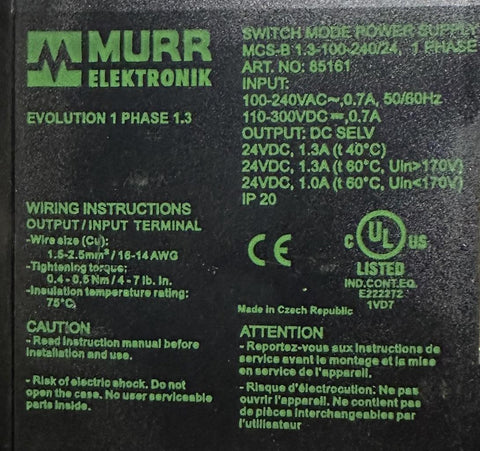 MURR
ELEKTRONIK
EVOLUTION 1 PHASE 1.3
SWITCH MODE POWER SUPPLY
MCS-B 1.3-100-240/24, 1 PHASE
ART. NO: 85161
INPUT:
100-240VAC~,0.7A, 50/60Hz
110-300VDC⎓,0.7A
OUTPUT: DC SELV
24VDC, 1.3A (t 40°C)
24VDC, 1.3A (t 60°C, Uin>170V)
24VDC, 1.0A (t 60°C, Uin<170V)
IP 20
WIRING INSTRUCTIONS
OUTPUT / INPUT TERMINAL
-Wire size (Cu):
1.5-2.5mm² / 16-14AWG
-Tightening torque:
0.4 - 0.5 Nm / 4 - 7 lb. In.
-Insulation temperature rating:
75°C.
CE
C UL US
LISTED
IND.CONT.EQ.
E222272
1VD7
Made in Czech Republic
CAUTION
- Read instruction manual before
installation and use.
- Risk of electric shock. Do not
open the case. No user serviceable
parts inside.
ATTENTION
- Reportez-vous aux instructions de
service avant le montage et la mise
en service de l'appareil.
- Risque d'électrocution: Ne pas
ouvrir l'appareil. Ne contient pas
de pièces interchangeables par
l'utilisateur